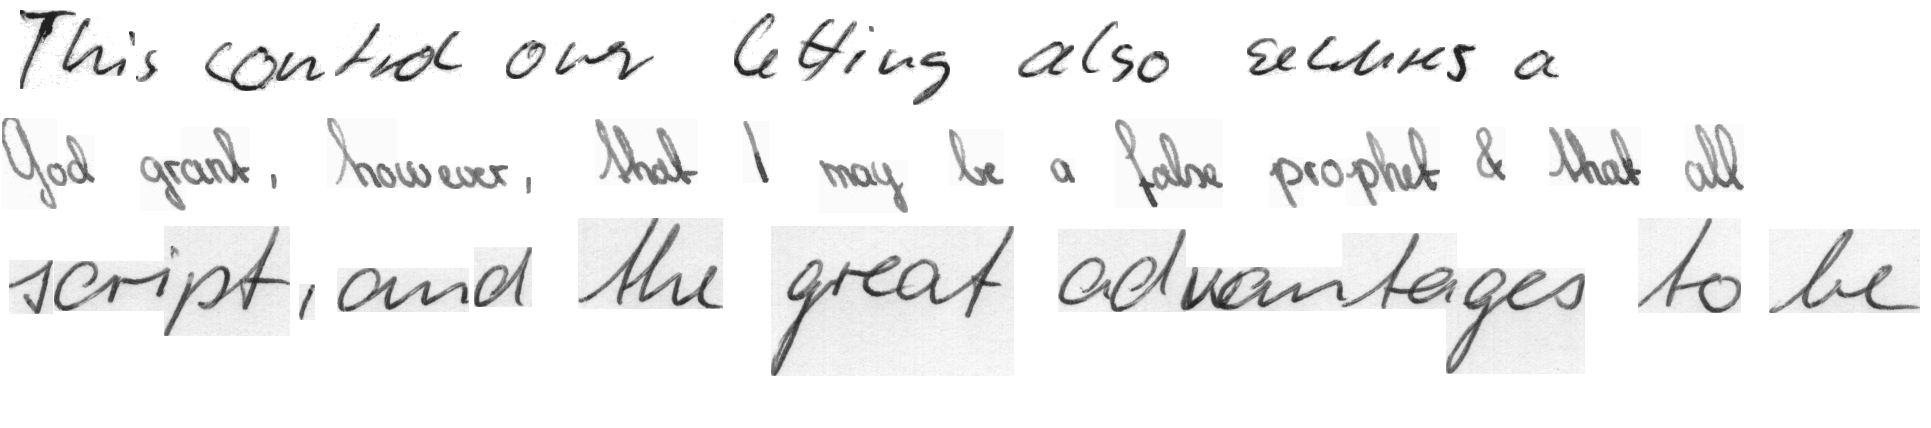 This control over letting also secures a
God grant, however, that I may be a false prophet & that all
script, and the great advantages to be